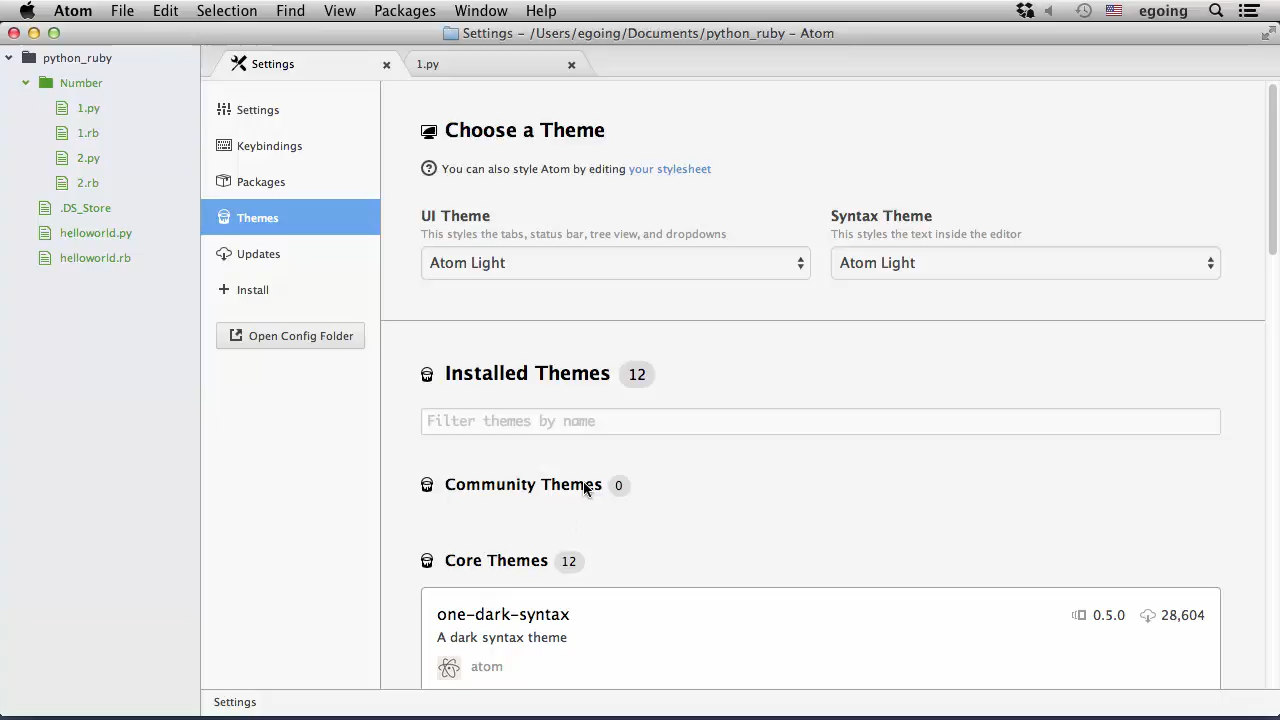 Atom File Edit Selection Find View Packages Window Help egoing
Settings – /Users/egoing/Documents/python_ruby – Atom
python_ruby
Number
1.py
1.rb
2.py
2.rb
.DS_Store
helloworld.py
helloworld.rb
Settings
1.py
Settings
Keybindings
Packages
Themes
Updates
Install
Open Config Folder
Choose a Theme
You can also style Atom by editing your stylesheet
UI Theme
This styles the tabs, status bar, tree view, and dropdowns
Atom Light
Syntax Theme
This styles the text inside the editor
Atom Light
Installed Themes 12
Filter themes by name
Community Themes 0
Core Themes 12
one-dark-syntax 0.5.0 28,604
A dark syntax theme
atom
Settings